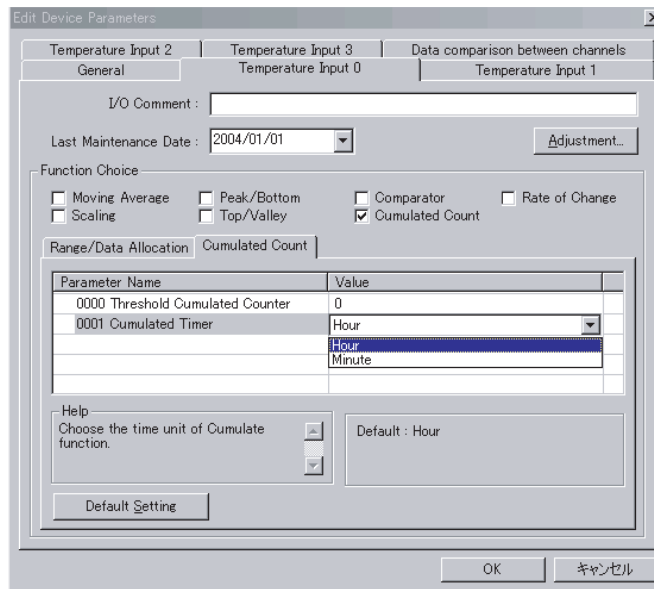 Edit Device Parameters
Temperature Input 2 Temperature Input 3 Data comparison between channels
General Temperature Input 0 Temperature Input 1
I/O Comment :
Last Maintenance Date : 2004/01/01 Adjustment...
Function Choice
Moving Average Peak/Bottom Comparator Rate of Change
Scaling Top/Valley Cumulated Count
Range/Data Allocation Cumulated Count
Parameter Name Value
0000 Threshold Cumulated Counter 0
0001 Cumulated Timer Hour
Hour
Minute
Help
Choose the time unit of Cumulate
function.
Default : Hour
Default Setting
OK キャンセル